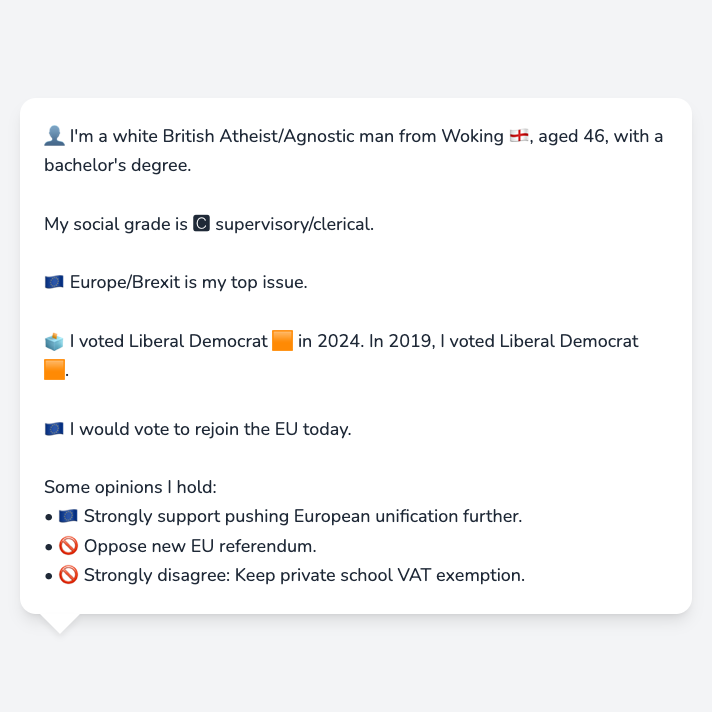 👤 I'm a white British Atheist/Agnostic man from Woking 🏴󠁧󠁢󠁥󠁮󠁧󠁿, aged 46, with a
bachelor's degree.
My social grade is 🅲 supervisory/clerical.
🇪🇺 Europe/Brexit is my top issue.
🗳️ I voted Liberal Democrat 🟧 in 2024. In 2019, I voted Liberal Democrat
🟧.
🇪🇺 I would vote to rejoin the EU today.
Some opinions I hold:
• 🇪🇺 Strongly support pushing European unification further.
• 🚫 Oppose new EU referendum.
• 🚫 Strongly disagree: Keep private school VAT exemption.